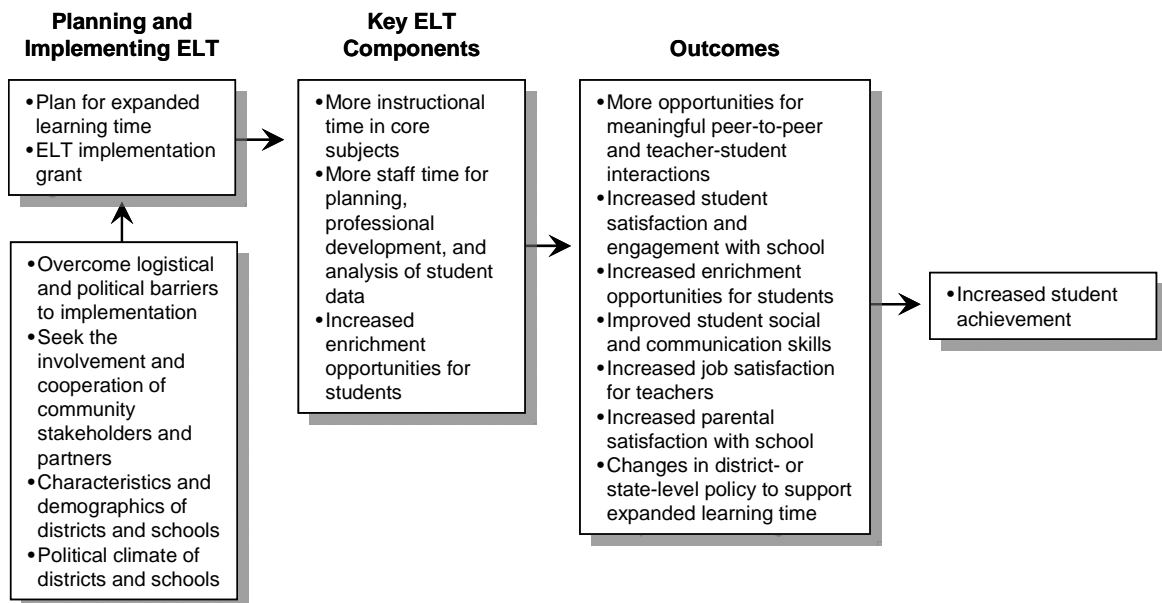 Planning and
Implementing ELT
•Plan for expanded
learning time
•ELT implementation
grant
•Overcome logistical
and political barriers
to implementation
•Seek the
involvement and
cooperation of
community
stakeholders and
partners
•Characteristics and
demographics of
districts and schools
•Political climate of
districts and schools
Key ELT
Components
•More instructional
time in core
subjects
•More staff time for
planning,
professional
development, and
analysis of student
data
•Increased
enrichment
opportunities for
students
Outcomes
•More opportunities for
meaningful peer-to-peer
and teacher-student
interactions
•Increased student
satisfaction and
engagement with school
•Increased enrichment
opportunities for students
•Improved student social
and communication skills
•Increased job satisfaction
for teachers
•Increased parental
satisfaction with school
•Changes in district- or
state-level policy to support
expanded learning time
•Increased student
achievement